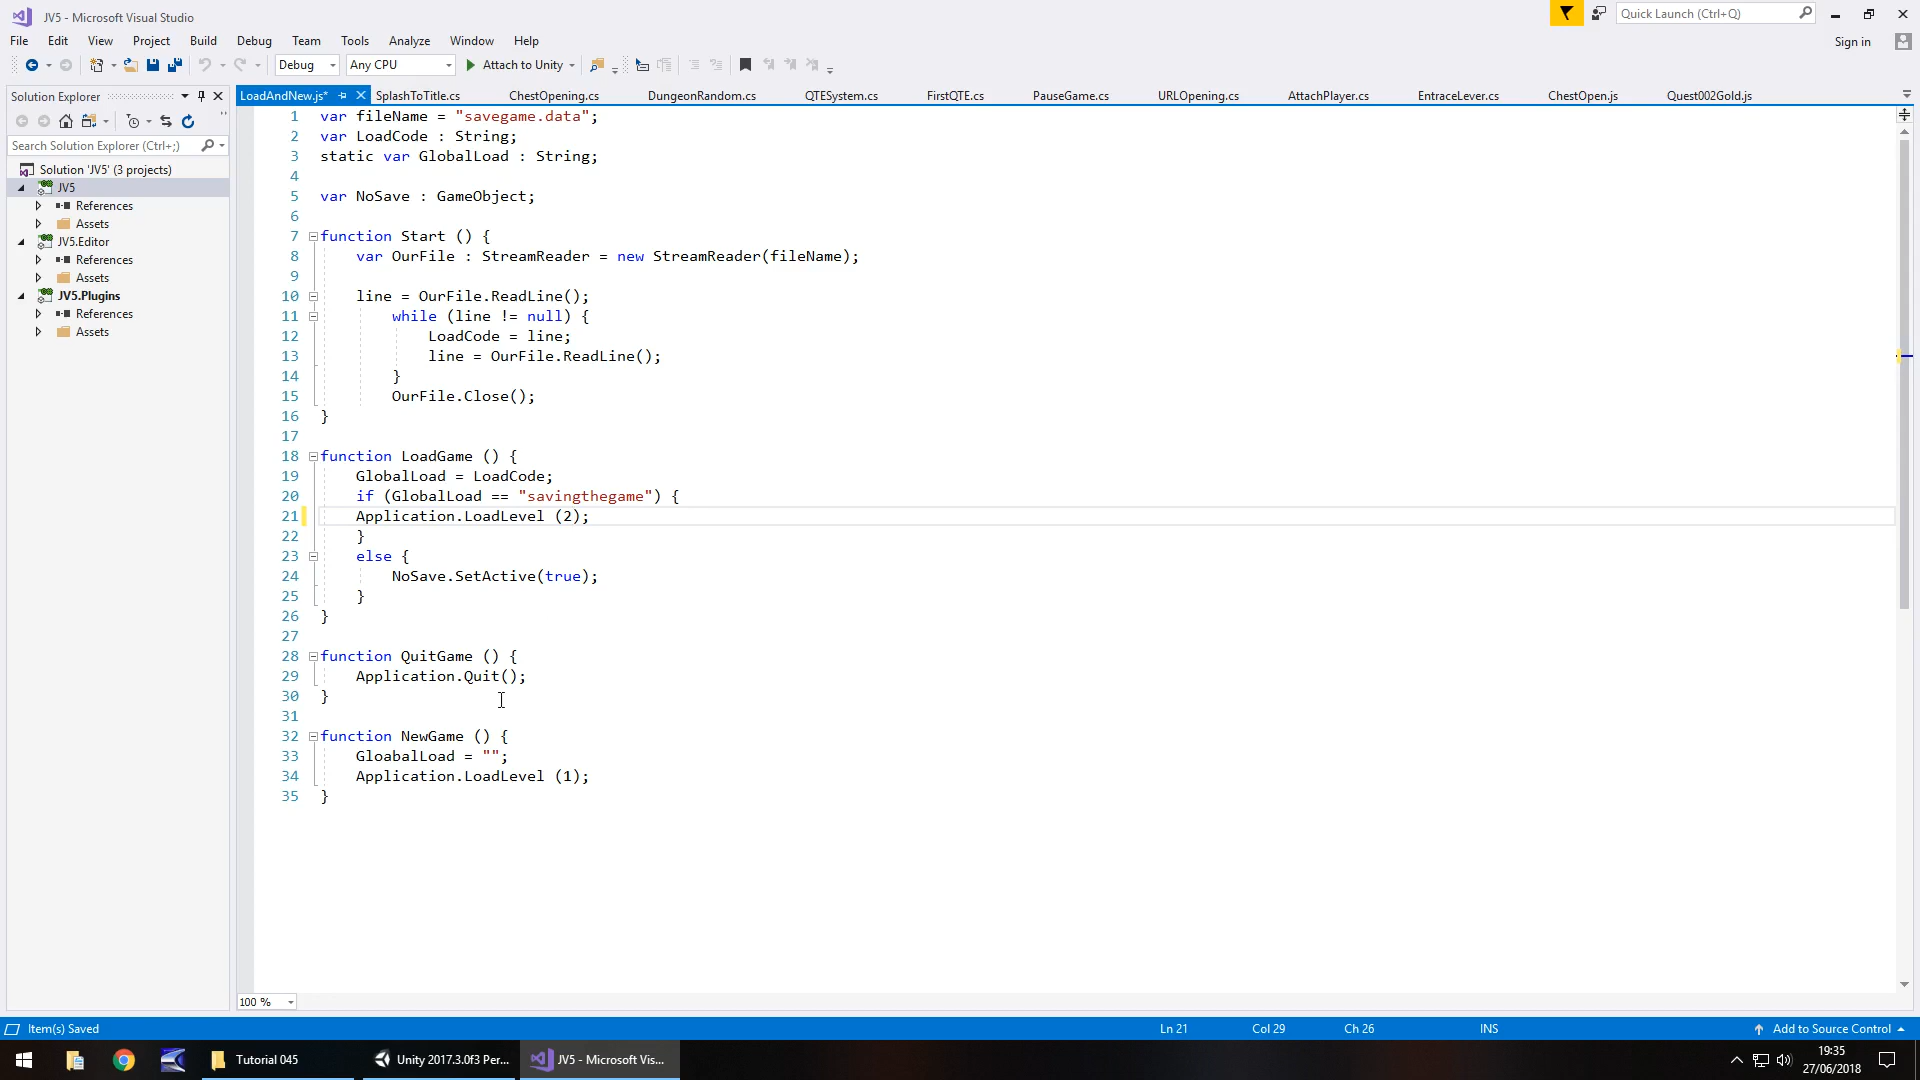 JV5 - Microsoft Visual Studio
Quick Launch (Ctrl+Q)
File Edit View Project Build Debug Team Tools Analyze Window Help
Sign in
Debug Any CPU Attach to Unity
Solution Explorer
LoadAndNew.js* SplashToTitle.cs ChestOpening.cs DungeonRandom.cs QTESystem.cs FirstQTE.cs PauseGame.cs URLOpening.cs AttachPlayer.cs EntraceLever.cs ChestOpen.js Quest002Gold.js
Search Solution Explorer (Ctrl+;)
Solution 'JV5' (3 projects)
JV5
References
Assets
JV5.Editor
References
Assets
JV5.Plugins
References
Assets
1 var fileName = "savegame.data";
2 var LoadCode : String;
3 static var GlobalLoad : String;
4
5 var NoSave : GameObject;
6
7 function Start () {
8 var OurFile : StreamReader = new StreamReader(fileName);
9
10 line = OurFile.ReadLine();
11 while (line != null) {
12 LoadCode = line;
13 line = OurFile.ReadLine();
14 }
15 OurFile.Close();
16 }
17
18 function LoadGame () {
19 GlobalLoad = LoadCode;
20 if (GlobalLoad == "savingthegame") {
21 Application.LoadLevel (2);
22 }
23 else {
24 NoSave.SetActive(true);
25 }
26 }
27
28 function QuitGame () {
29 Application.Quit();
30 }
31
32 function NewGame () {
33 GloabalLoad = "";
34 Application.LoadLevel (1);
35 }
100 %
Item(s) Saved Ln 21 Col 29 Ch 26 INS Add to Source Control
Tutorial 045 Unity 2017.3.0f3 Per... JV5 - Microsoft Vis...
19:35
27/06/2018